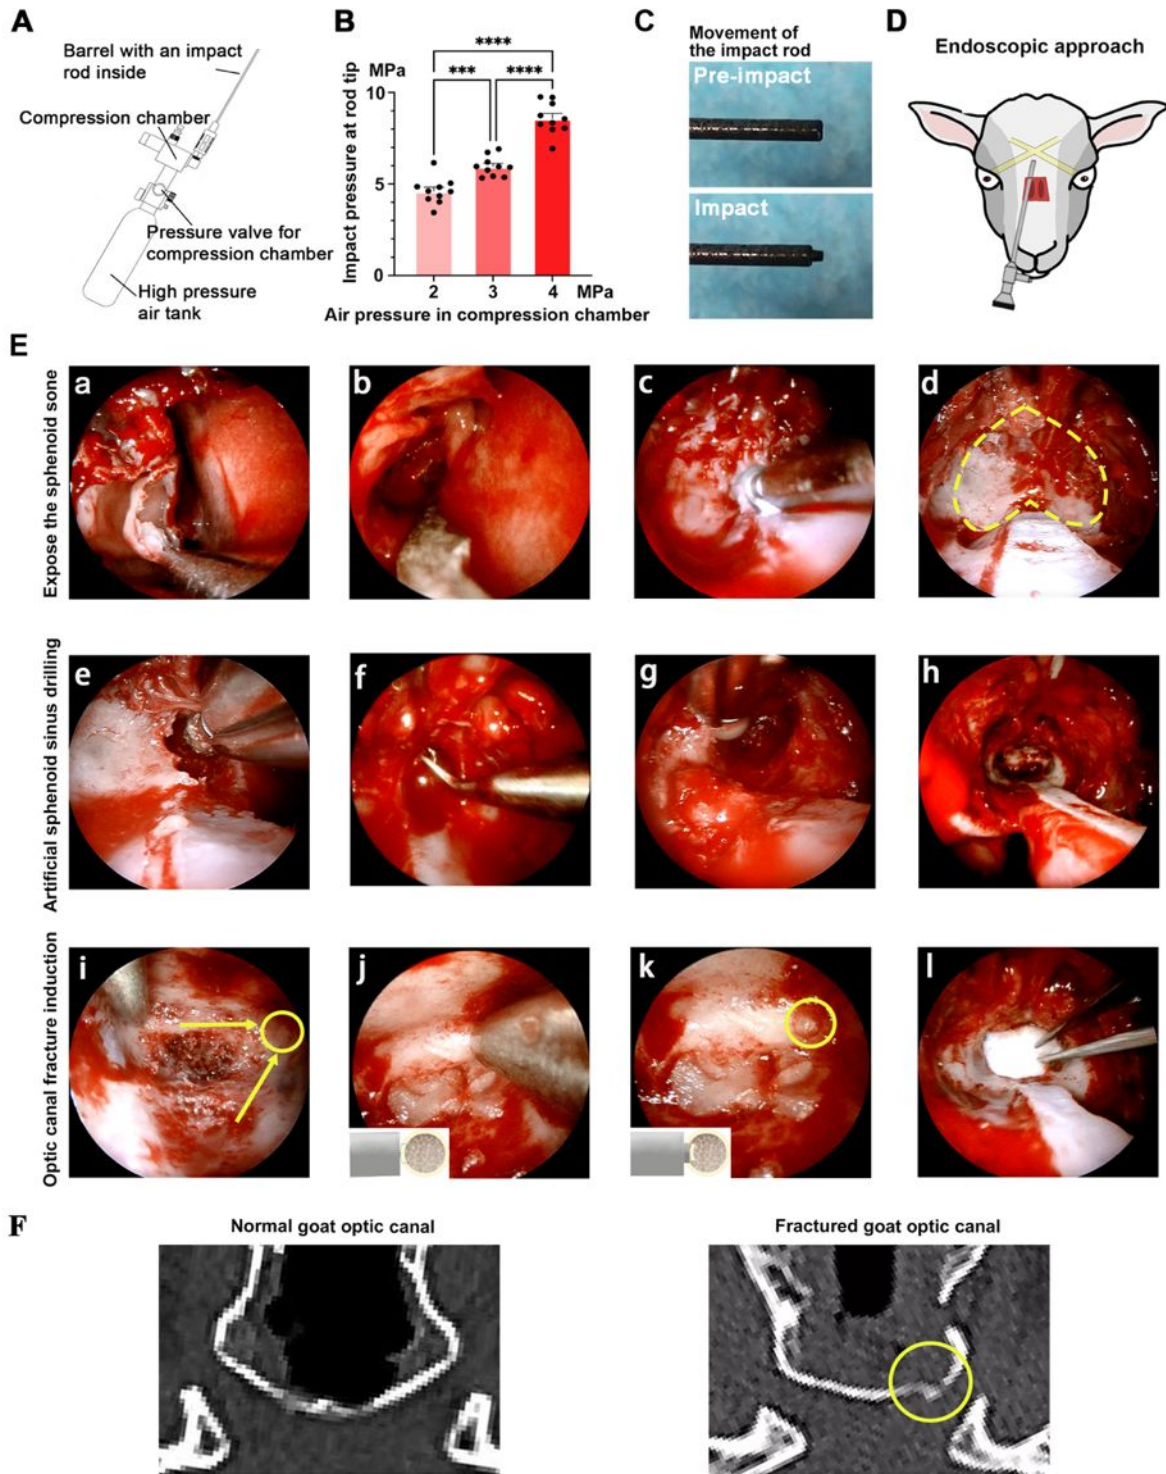 A
Barrel with an impact
rod inside
Compression chamber
Pressure valve for
compression chamber
High pressure
air tank
B
****
***
****
MPa
10
5
0
Impact pressure at rod tip
2
3
4
MPa
Air pressure in compression chamber
C
Movement of
the impact rod
Pre-impact
Impact
D
Endoscopic approach
E
Expose the sphenoid sone
a
b
c
d
Artificial sphenoid sinus drilling
e
f
g
h
Optic canal fracture induction
i
j
k
l
F
Normal goat optic canal
Fractured goat optic canal